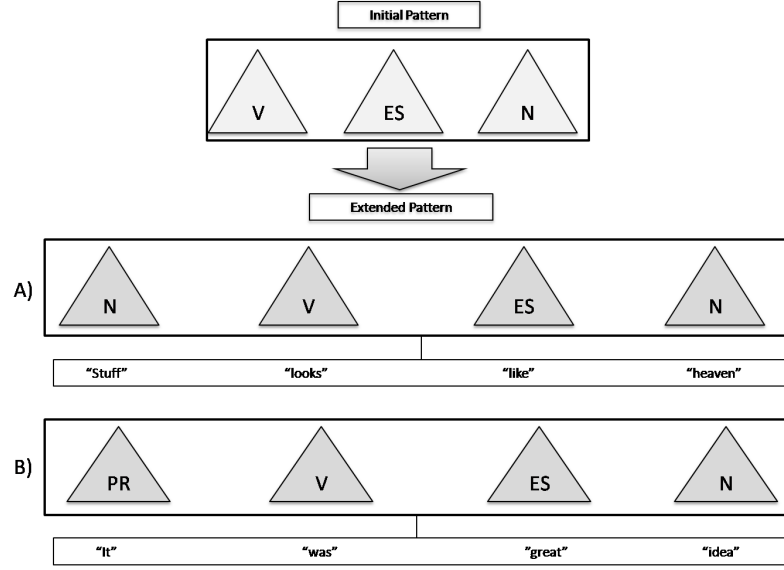 Initial Pattern
V ES N
Extended Pattern
A) N V ES N
“Stuff” “looks” “like” “heaven”
B) PR V ES N
“It” “was” ”great” “idea”